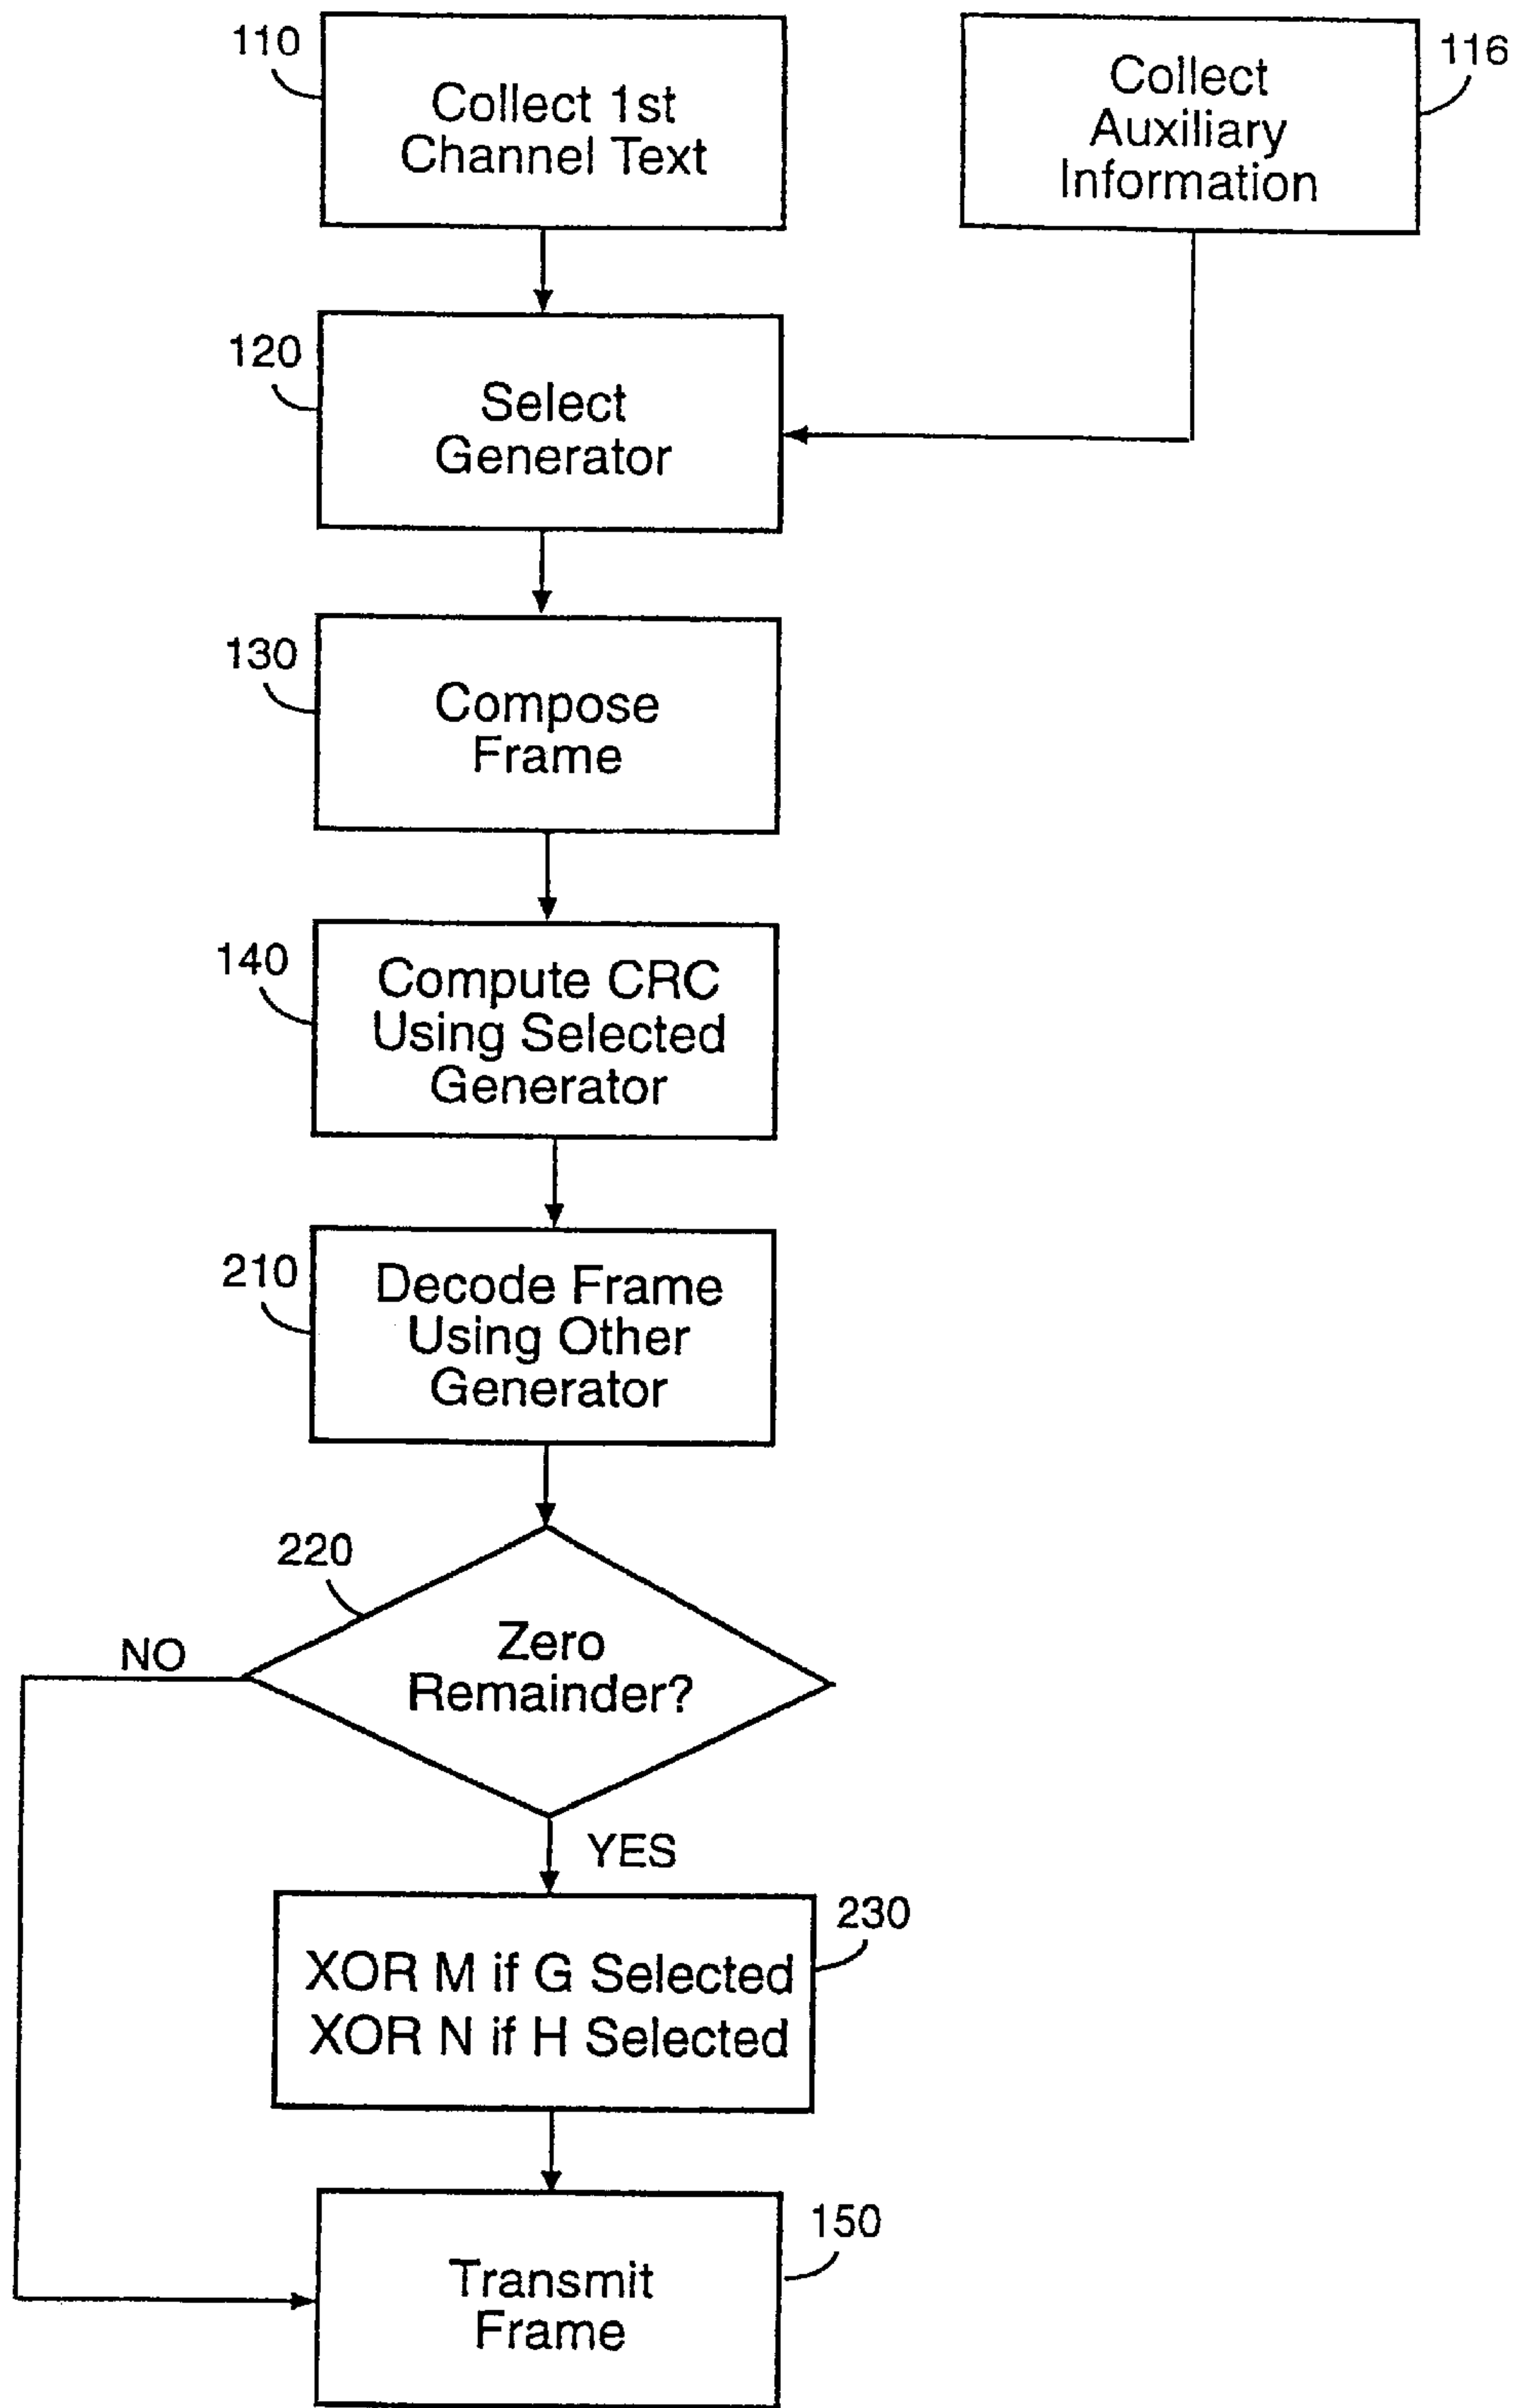 110
Collect 1st
Channel Text
Collect
Auxiliary
Information
116
120
Select
Generator
130
Compose
Frame
140
Compute CRC
Using Selected
Generator
210
Decode Frame
Using Other
Generator
220
Zero
Remainder?
NO
YES
230
XOR M if G Selected
XOR N if H Selected
150
Transmit
Frame